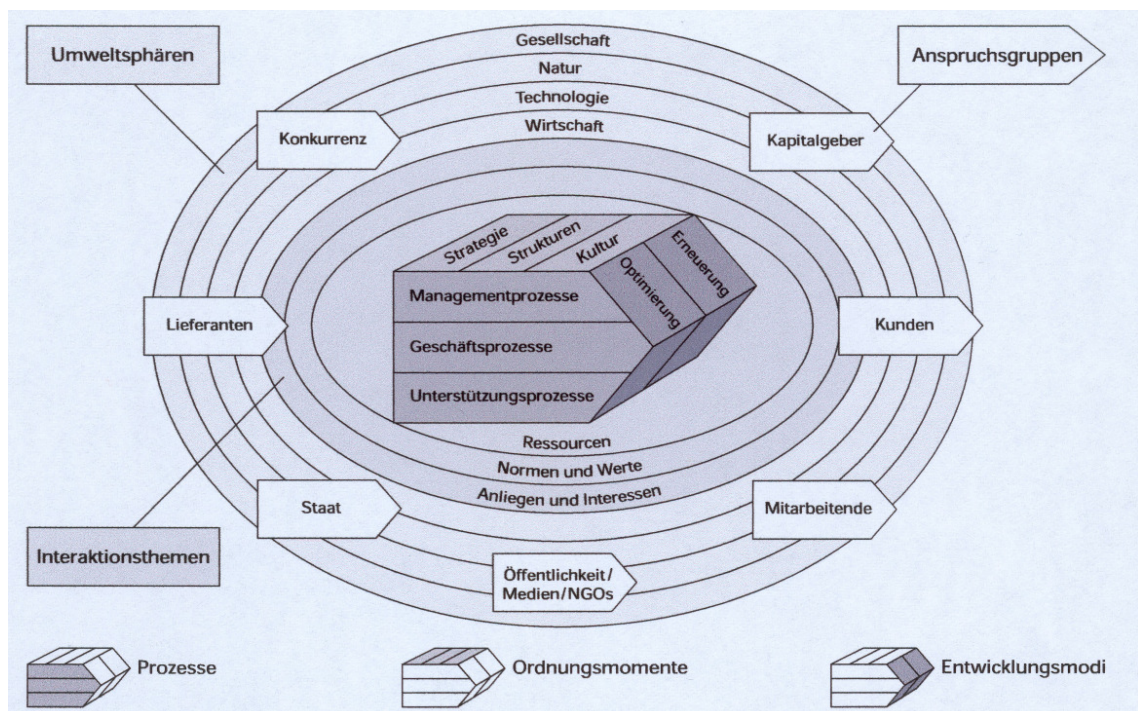 Umweltsphären
Gesellschaft
Anspruchsgruppen
Natur
Technologie
Konkurrenz
Wirtschaft
Kapitalgeber
Strategie
Strukturen
Kultur
Optimierung
Erneuerung
Managementprozesse
Lieferanten
Geschäftsprozesse
Kunden
Unterstützungsprozesse
Ressourcen
Normen und Werte
Anliegen und Interessen
Staat
Mitarbeitende
Interaktionsthemen
Öffentlichkeit/
Medien/NGOs
Prozesse
Ordnungsmomente
Entwicklungsmodi